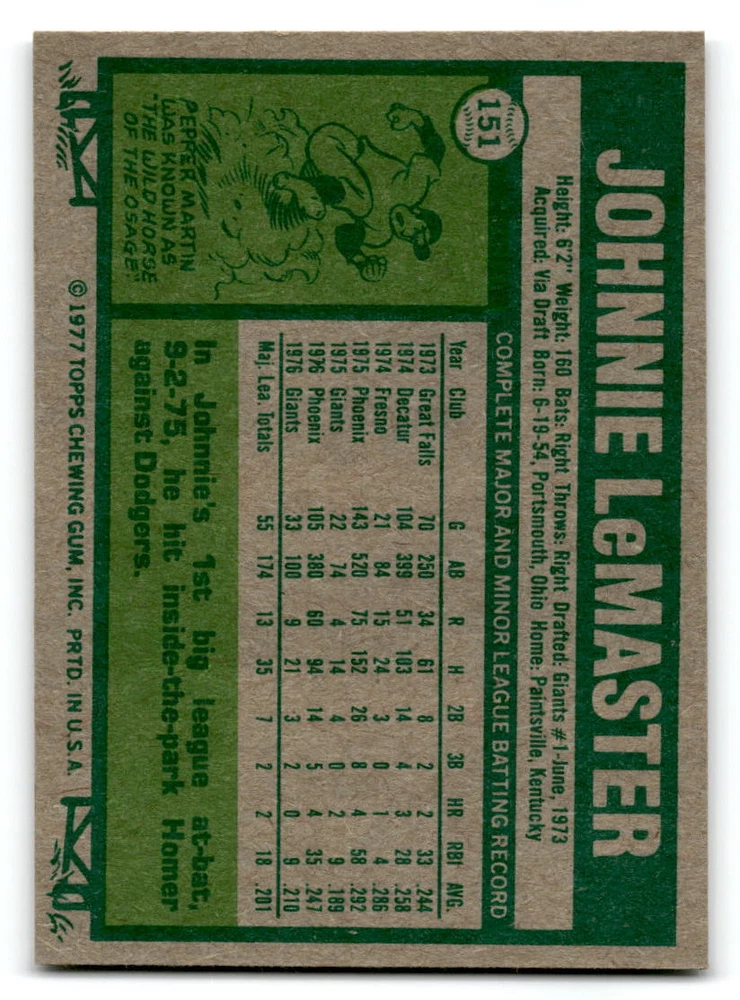 151
JOHNNIE LeMASTER
Height: 6'2" Weight: 160 Bats: Right Throws: Right Drafted: Giants #1-June, 1973
Acquired: Via Draft Born: 6-19-54, Portsmouth, Ohio Home: Paintsville, Kentucky
COMPLETE MAJOR AND MINOR LEAGUE BATTING RECORD
Year Club G AB R H 2B 3B HR RBI AVG.
1973 Great Falls 70 250 34 61 8 2 2 33 .244
1974 Decatur 104 399 51 103 14 4 3 28 .258
1974 Fresno 21 84 15 24 3 0 1 4 .286
1975 Phoenix 143 520 75 152 26 8 4 58 .292
1975 Giants 22 74 4 14 4 0 2 9 .189
1976 Phoenix 105 380 60 94 14 5 4 35 .247
1976 Giants 33 100 9 21 3 2 0 9 .210
Maj. Lea. Totals 55 174 13 35 7 2 2 18 .201
PEPPER MARTIN
WAS KNOWN AS
"THE WILD HORSE
OF THE OSAGE."
In Johnnie's 1st big league at-bat,
9-2-75, he hit inside-the-park Homer
against Dodgers.
© 1977 TOPPS CHEWING GUM, INC. PRTD. IN U.S.A.